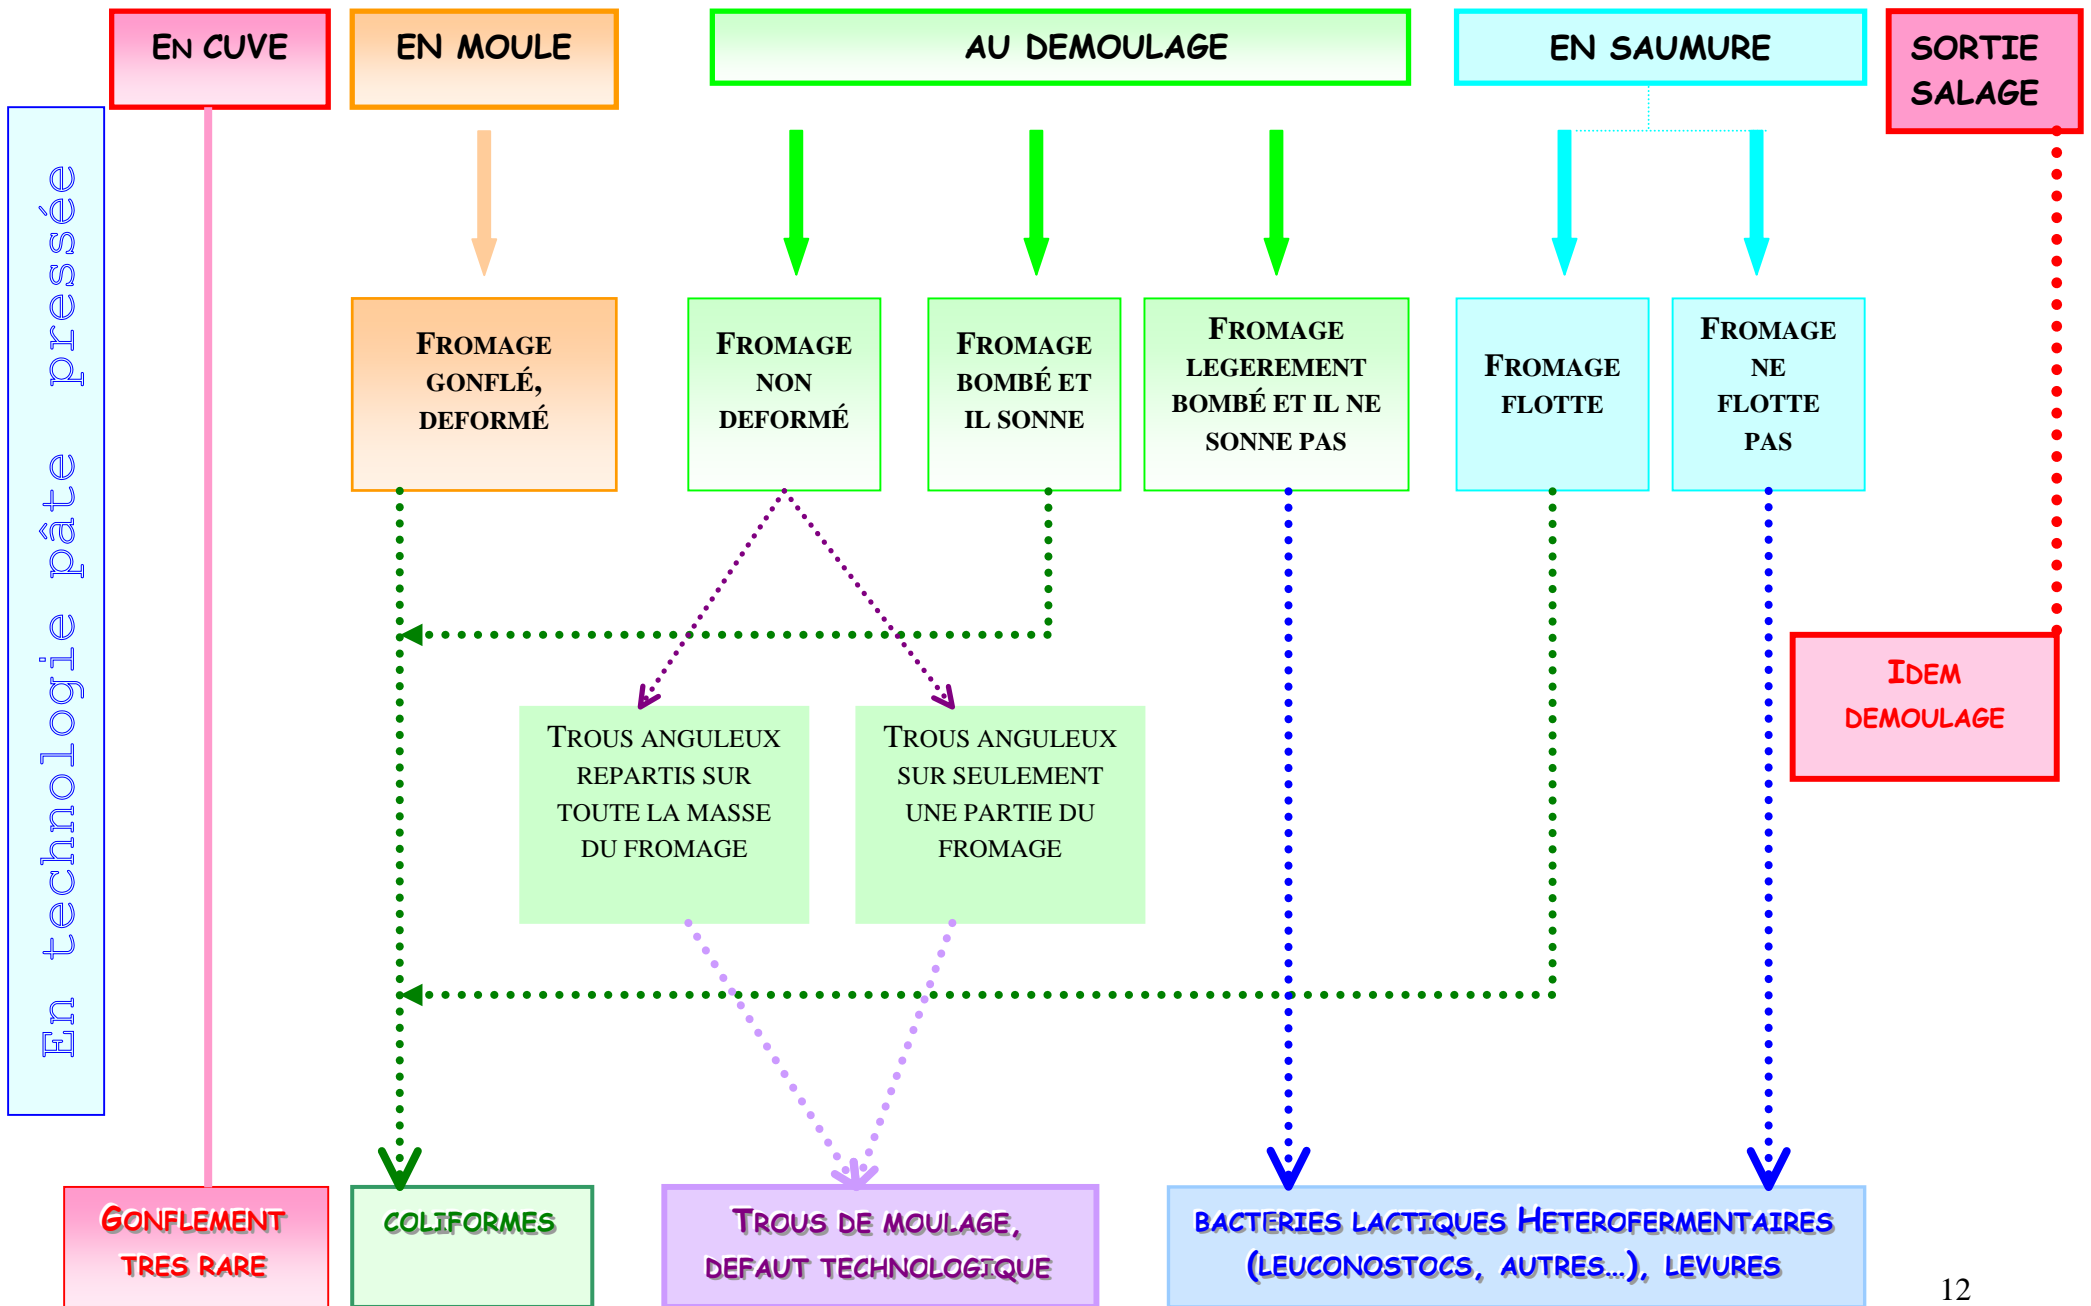 EN CUVE
EN MOULE
AU DEMOULAGE
EN SAUMURE
SORTIE
SALAGE
En technologie pâte pressée
FROMAGE
GONFLÉ,
DEFORMÉ
FROMAGE
NON
DEFORMÉ
FROMAGE
BOMBÉ ET
IL SONNE
FROMAGE
LEGEREMENT
BOMBÉ ET IL NE
SONNE PAS
FROMAGE
FLOTTE
FROMAGE
NE
FLOTTE
PAS
IDEM
DEMOULAGE
TROUS ANGULEUX
REPARTIS SUR
TOUTE LA MASSE
DU FROMAGE
TROUS ANGULEUX
SUR SEULEMENT
UNE PARTIE DU
FROMAGE
GONFLEMENT
TRES RARE
COLIFORMES
TROUS DE MOULAGE,
DEFAUT TECHNOLOGIQUE
BACTERIES LACTIQUES HETEROFERMENTAIRES
(LEUCONOSTOCS, AUTRES...), LEVURES
12